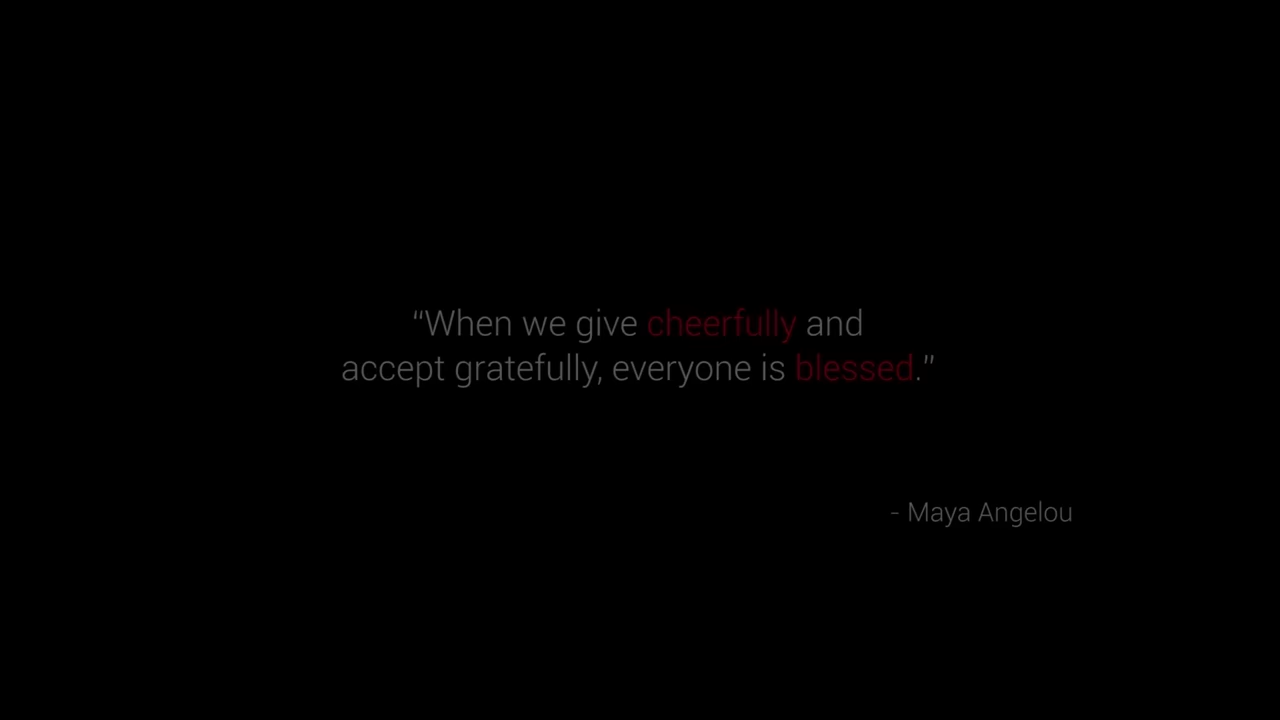 “When we give cheerfully and
accept gratefully, everyone is blessed.”
- Maya Angelou